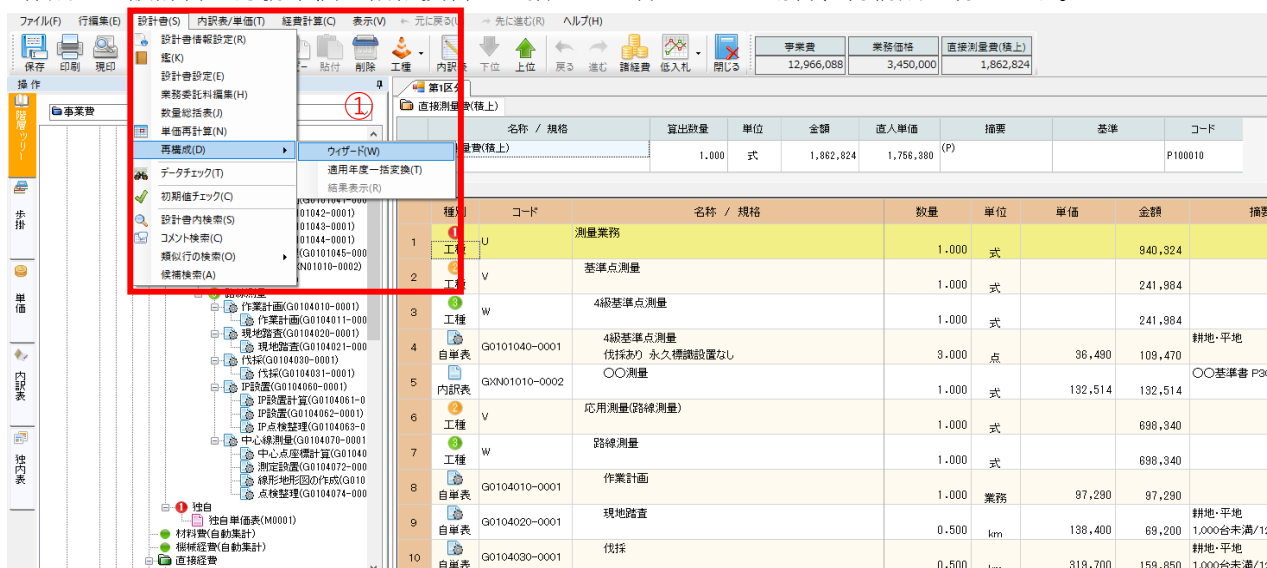 ファイル(F) 行編集(E) 設計書(S) 内訳表/単価(T) 経費計算(C) 表示(V) ← 元に戻る(U) → 先に進む(R) ヘルプ(H)
保存 印刷 現印 貼付 削除 工種 内訳表 下位 上位 戻る 進む 諸経費 低入札 閉じる
事業費 業務価格 直接測量費(積上)
12,966,088 3,450,000 1,862,824
設計書情報設定(R)
鑑(K)
設計書設定(E)
業務委託料編集(H)
数量総括表(J)
単価再計算(N)
再構成(D)
データチェック(T)
初期値チェック(C)
設計書内検索(S)
コメント検索(C)
類似行の検索(O)
候補検索(A)
ウィザード(W)
適用年度一括変換(T)
結果表示(R)
①
階層ツリー
歩掛
単価
内訳表
独内表
事業費
01042-0001)
01043-0001)
01044-0001)
(G0101045-000
XN01010-0002)
作業計画(G0104010-0001)
作業計画(G0104011-000
現地踏査(G0104020-0001)
現地踏査(G0104021-000
伐採(G0104030-0001)
伐採(G0104031-0001)
IP設置(G0104060-0001)
IP設置計算(G0104061-0
IP設置(G0104062-0001)
IP点検整理(G0104063-0
中心線測量(G0104070-0001
中心点座標計算(G01040
測定設置(G0104072-000
線形地形図の作成(G010
点検整理(G0104074-000
独自
独自単価表(M0001)
材料費(自動集計)
機械経費(自動集計)
直接経費
第1区分
直接測量費(積上)
名称 / 規格 算出数量 単位 金額 直人単価 摘要 基準 コード
量費(積上) 1.000 式 1,862,824 1,756,380 (P) P100010
種別 コード 名称 / 規格 数量 単位 単価 金額 摘要
1 工種 U 測量業務 1.000 式 940,324
2 工種 V 基準点測量 1.000 式 241,984
3 工種 W 4級基準点測量 1.000 式 241,984
4 自単表 G0101040-0001 4級基準点測量 伐採あり 永久標識設置なし 3.000 点 36,490 109,470 耕地・平地
5 内訳表 GXN01010-0002 〇〇測量 1.000 式 132,514 132,514 〇〇基準書
6 工種 V 応用測量(路線測量) 1.000 式 698,340
7 工種 W 路線測量 1.000 式 698,340
8 自単表 G0104010-0001 作業計画 1.000 業務 97,290 97,290
9 自単表 G0104020-0001 現地踏査 0.500 km 138,400 69,200 耕地・平地 1,000台未満/1
10 自単表 G0104030-0001 伐採 0.500 km 319,700 159,850 耕地・平地 1,000台未満/1